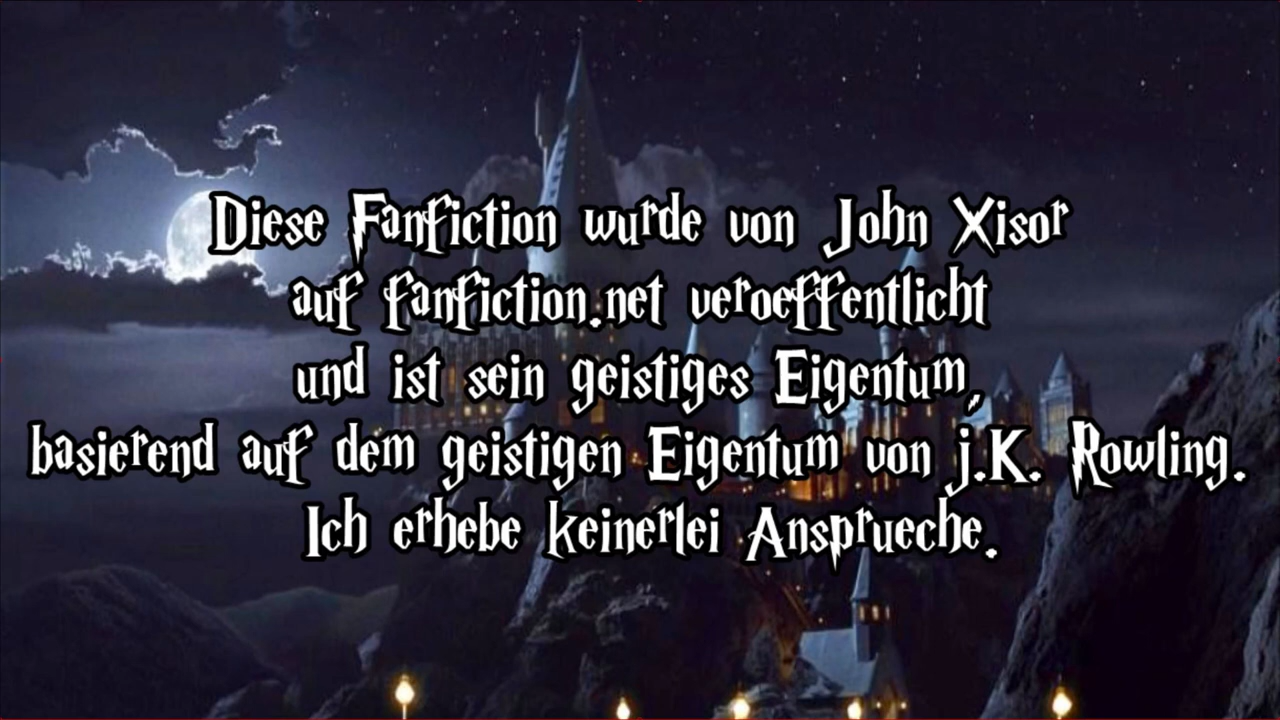 Diese Fanfiction wurde von John Xisor
auf fanfiction.net veroeffentlicht
und ist sein geistiges Eigentum,
basierend auf dem geistigen Eigentum von j.K. Rowling.
Ich erhebe keinerlei Ansprueche.